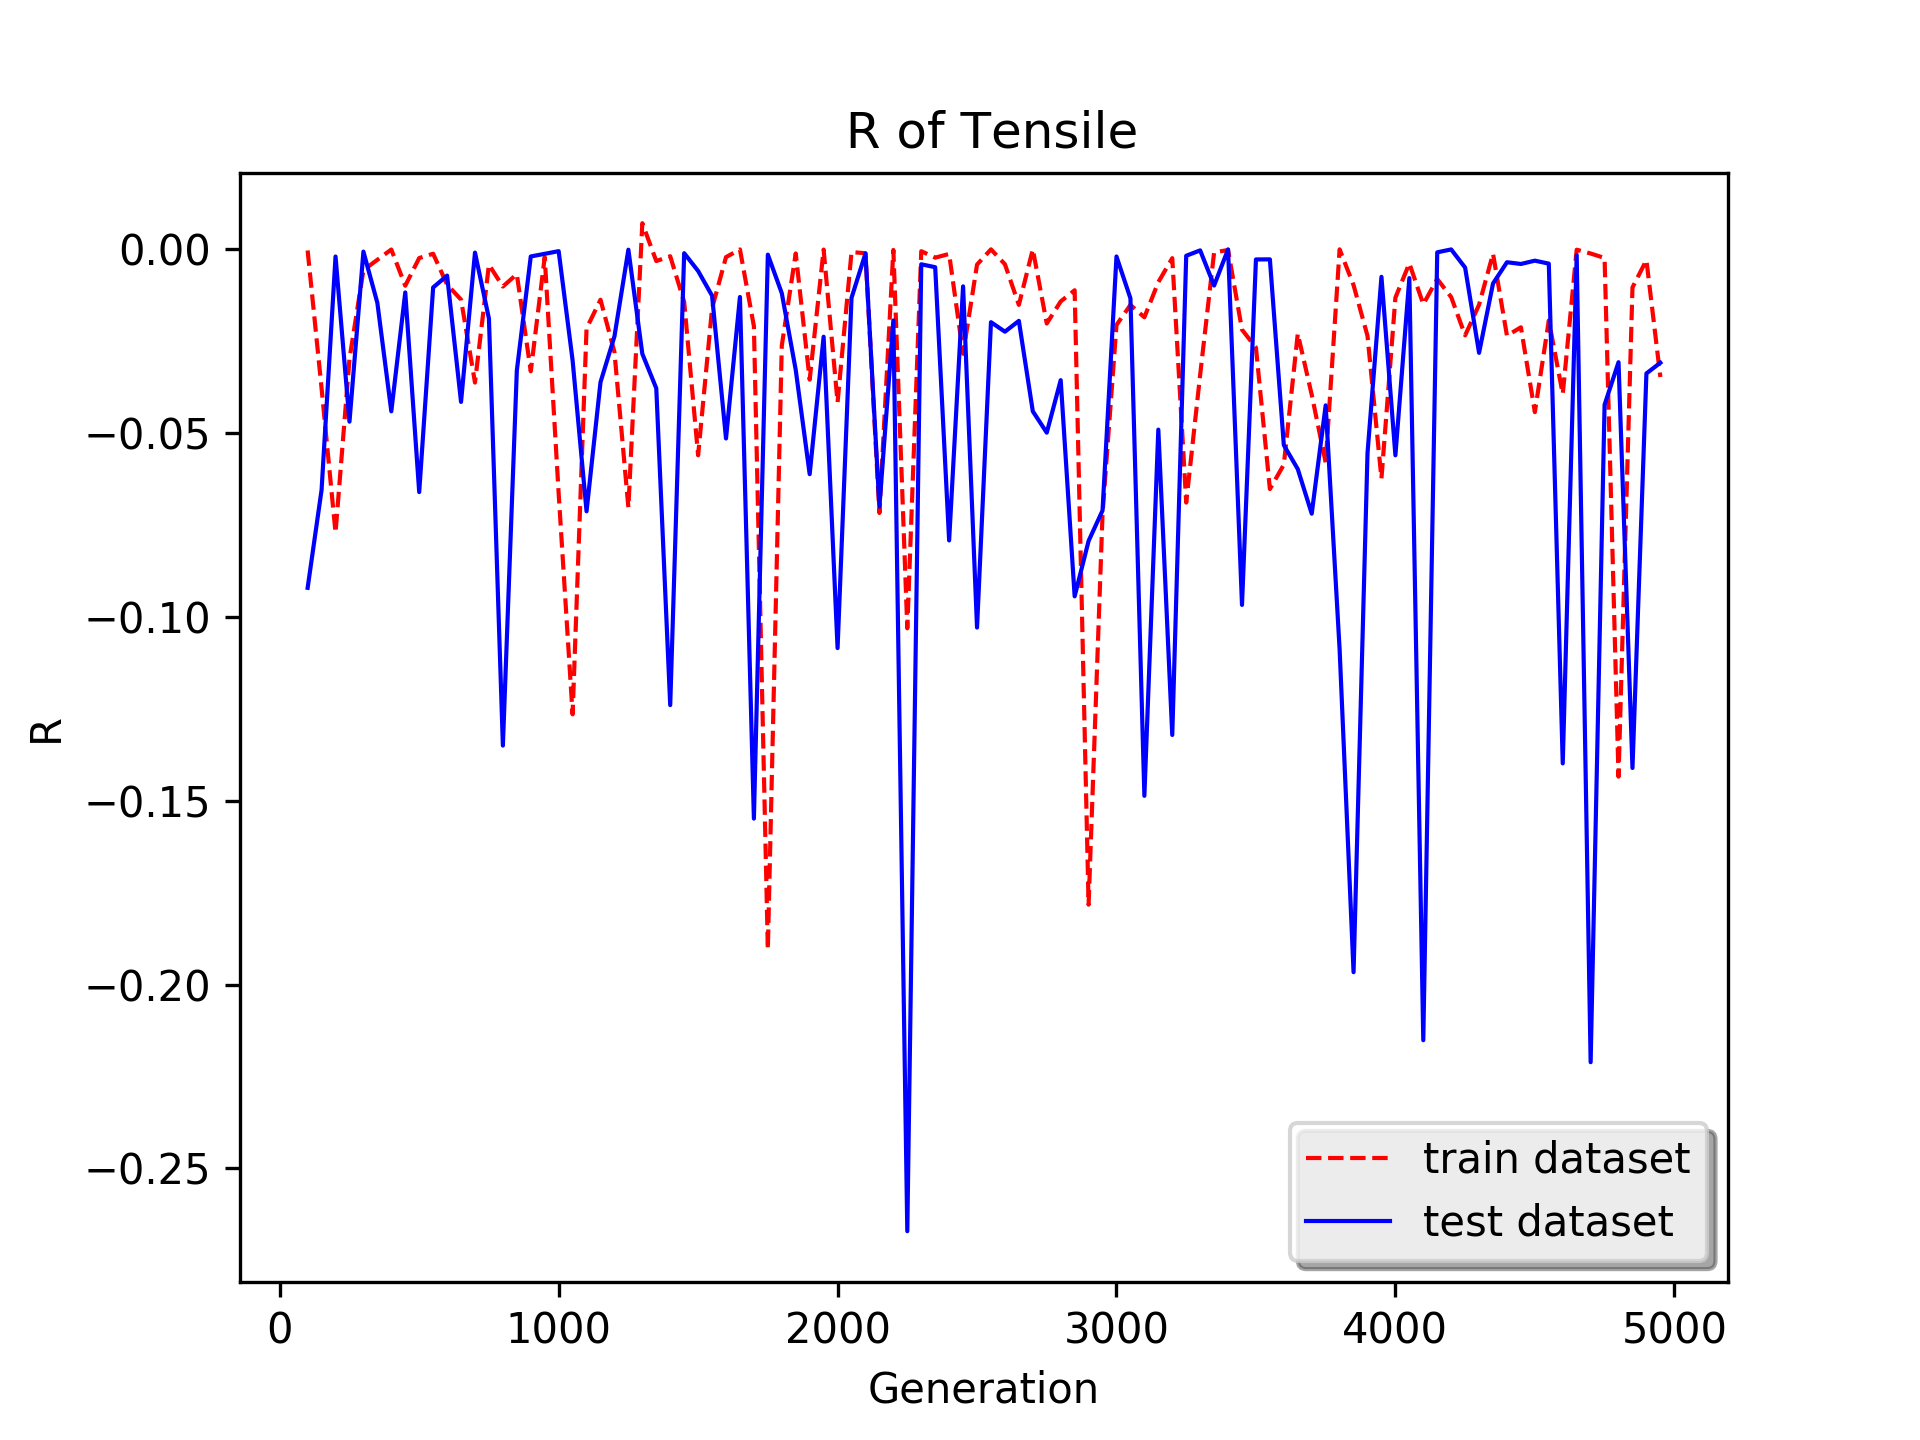 R of Tensile
R
0.00
−0.05
−0.10
−0.15
−0.20
−0.25
train dataset
test dataset
0 1000 2000 3000 4000 5000
Generation